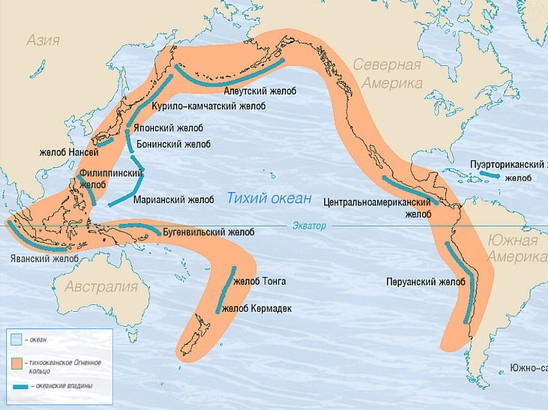 Азия
Северная
Америка
Алеутский желоб
Курило-камчатский желоб
Японский желоб
Бонинский желоб
желоб Нансей
Филиппинский
желоб
Марианский желоб
Пуэрториканский ж
желоб
Тихий океан
Центральноамериканский
желоб
Экватор
Бугенвильский желоб
Яванский желоб
Южная
Америка
Австралия
желоб Тонга
желоб Кермадек
Перуанский желоб
– океан
– тихоокеанское Огненное
кольцо
– океанские впадины
Южно-са